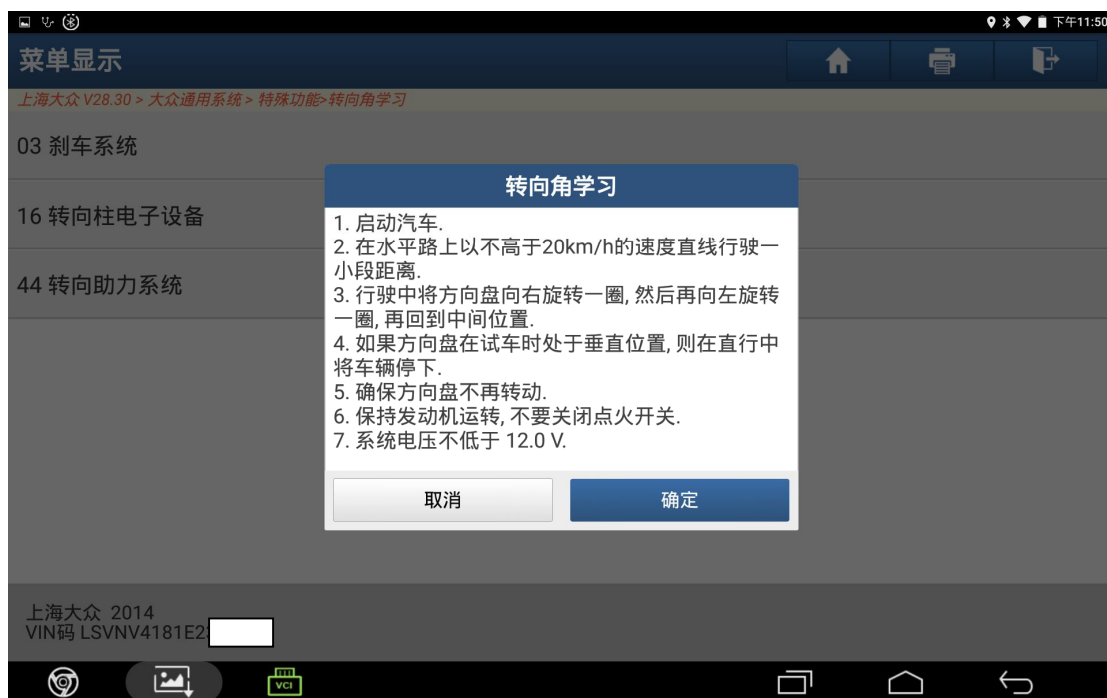 下午11:50
菜单显示
上海大众 V28.30 > 大众通用系统 > 特殊功能>转向角学习
03 刹车系统
16 转向柱电子设备
44 转向助力系统
转向角学习
1. 启动汽车.
2. 在水平路上以不高于20km/h的速度直线行驶一
小段距离.
3. 行驶中将方向盘向右旋转一圈, 然后再向左旋转
一圈, 再回到中间位置.
4. 如果方向盘在试车时处于垂直位置, 则在直行中
将车辆停下.
5. 确保方向盘不再转动.
6. 保持发动机运转, 不要关闭点火开关.
7. 系统电压不低于 12.0 V.
取消
确定
上海大众 2014
VIN码 LSVNV4181E2
VCI